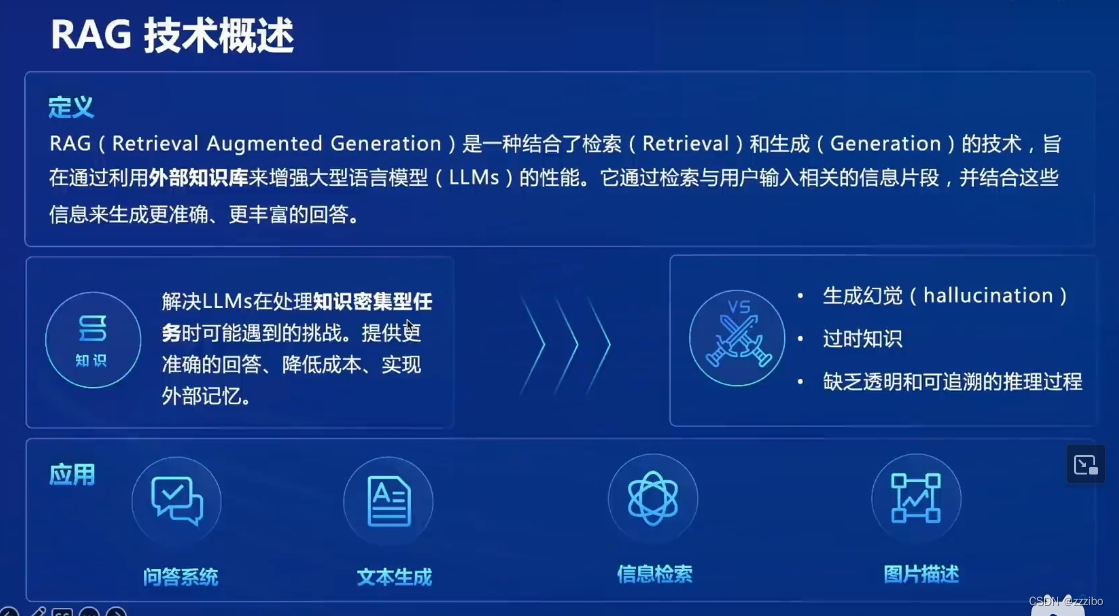 RAG 技术概述
定义
RAG（Retrieval Augmented Generation）是一种结合了检索（Retrieval）和生成（Generation）的技术，旨
在通过利用外部知识库来增强大型语言模型（LLMs）的性能。它通过检索与用户输入相关的信息片段，并结合这些
信息来生成更准确、更丰富的回答。
知识
解决LLMs在处理知识密集型任
务时可能遇到的挑战。提供更
准确的回答、降低成本、实现
外部记忆。
VS
• 生成幻觉（hallucination）
• 过时知识
• 缺乏透明和可追溯的推理过程
应用
A
问答系统
文本生成
信息检索
图片描述
CSDN @zzzibo